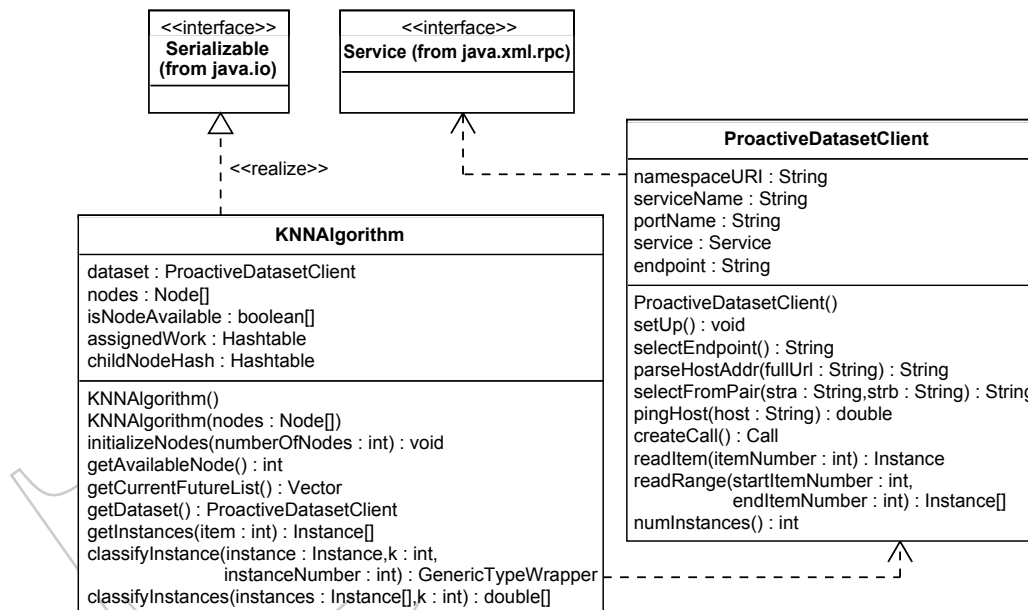 <<interface>>
Serializable
(from java.io)
<<interface>>
Service (from java.xml.rpc)
<<realize>>
ProactiveDatasetClient
namespaceURI : String
serviceName : String
portName : String
service : Service
endpoint : String
ProactiveDatasetClient()
setUp() : void
selectEndpoint() : String
parseHostAddr(fullUrl : String) : String
selectFromPair(stra : String,strb : String) : String
pingHost(host : String) : double
createCall() : Call
readItem(itemNumber : int) : Instance
readRange(startItemNumber : int,
endItemNumber : int) : Instance[]
numInstances() : int
KNNAlgorithm
dataset : ProactiveDatasetClient
nodes : Node[]
isNodeAvailable : boolean[]
assignedWork : Hashtable
childNodeHash : Hashtable
KNNAlgorithm()
KNNAlgorithm(nodes : Node[])
initializeNodes(numberOfNodes : int) : void
getAvailableNode() : int
getCurrentFutureList() : Vector
getDataset() : ProactiveDatasetClient
getInstances(item : int) : Instance[]
classifyInstance(instance : Instance,k : int,
instanceNumber : int) : GenericTypeWrapper
classifyInstances(instances : Instance[],k : int) : double[]